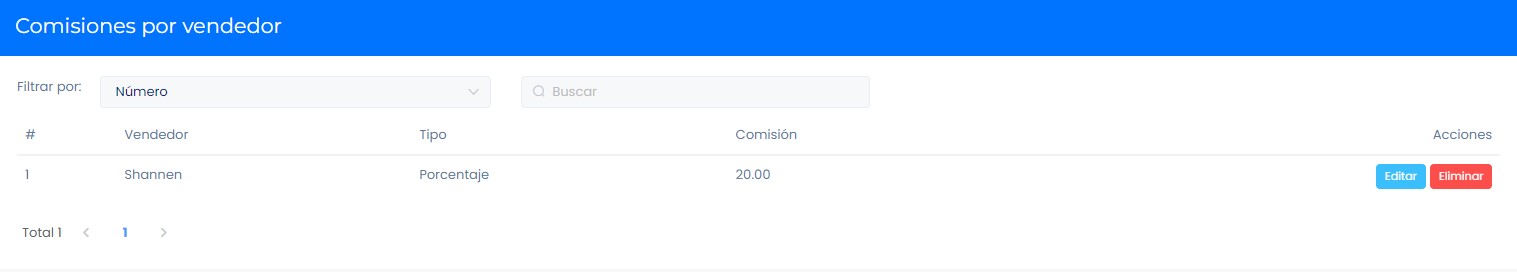 Comisiones por vendedor
Filtrar por: Número Buscar
# Vendedor Tipo Comisión Acciones
1 Shannen Porcentaje 20.00 Editar Eliminar
Total 1 1